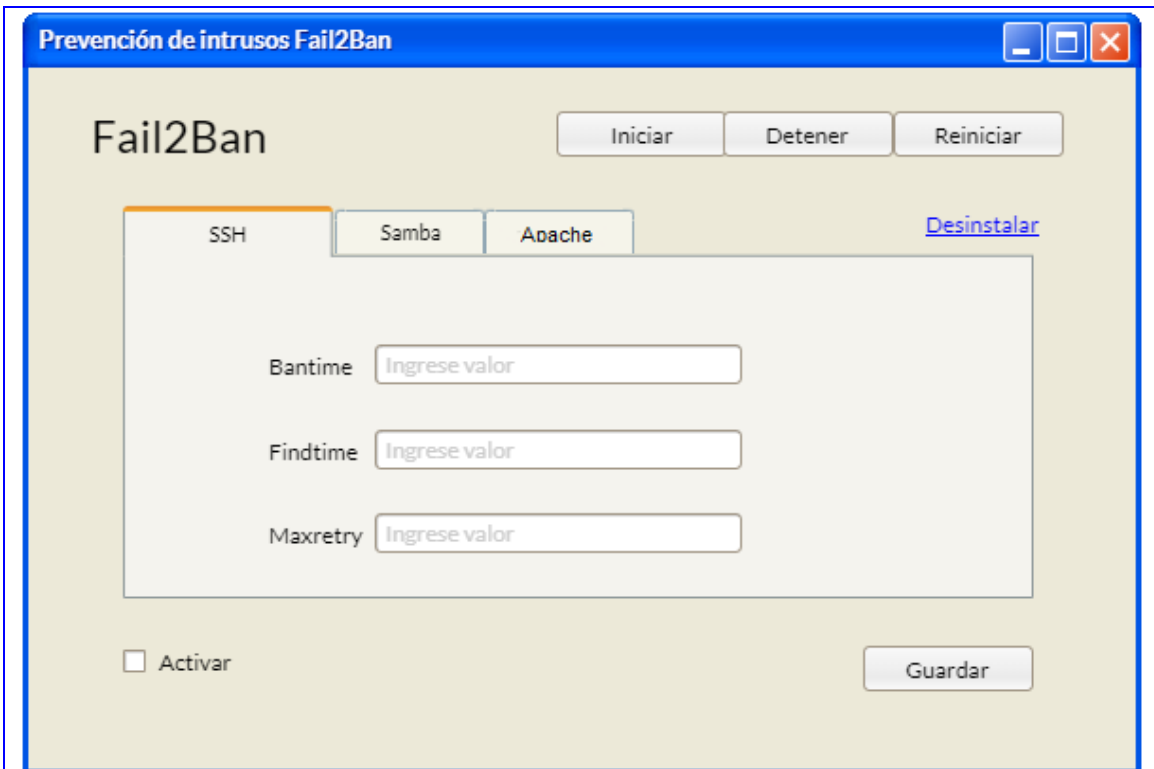 Prevención de intrusos Fail2Ban
Fail2Ban
Iniciar Detener Reiniciar
SSH Samba Apache Desinstalar
Bantime Ingrese valor
Findtime Ingrese valor
Maxretry Ingrese valor
Activar Guardar